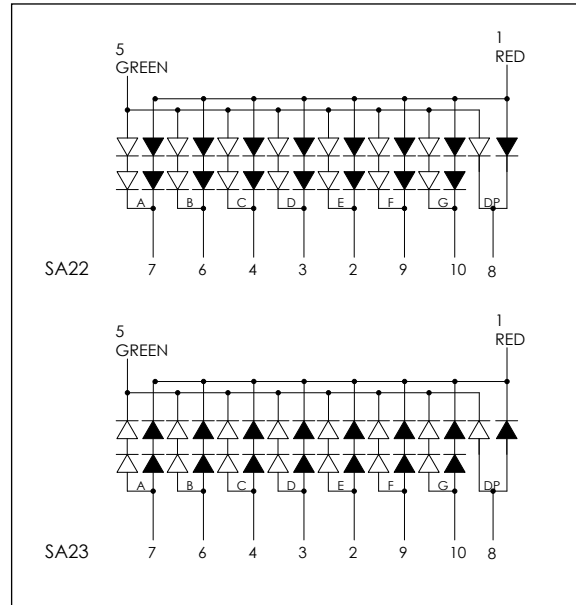 5 1
GREEN RED
A B C D E F G DP
SA22 7 6 4 3 2 9 10 8
5 1
GREEN RED
A B C D E F G DP
SA23 7 6 4 3 2 9 10 8